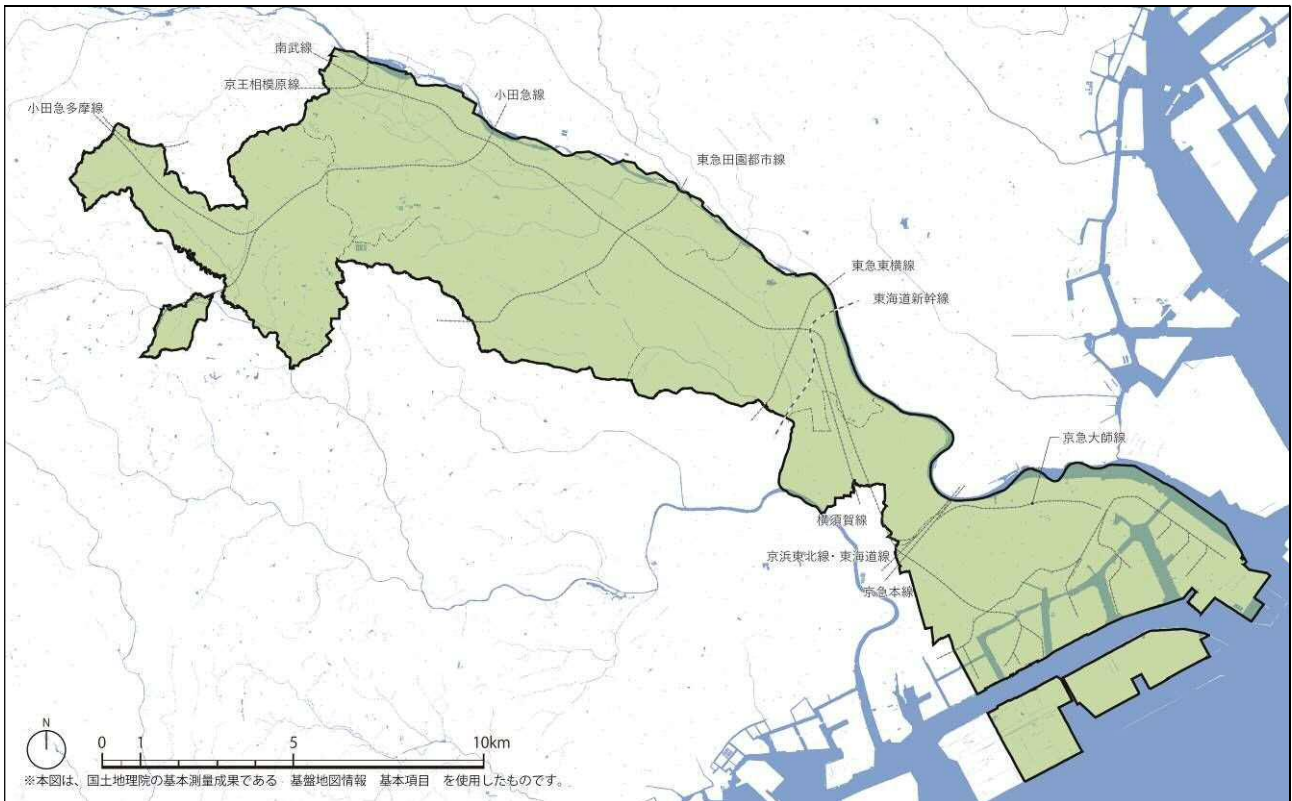 南武線
京王相模原線
小田急線
小田急多摩線
東急田園都市線
東急東横線
東海道新幹線
京急大師線
横須賀線
京浜東北線・東海道線
京急本線
N
0 1 5 10km
※本図は、国土地理院の基本測量成果である 基盤地図情報 基本項目 を使用したものです。